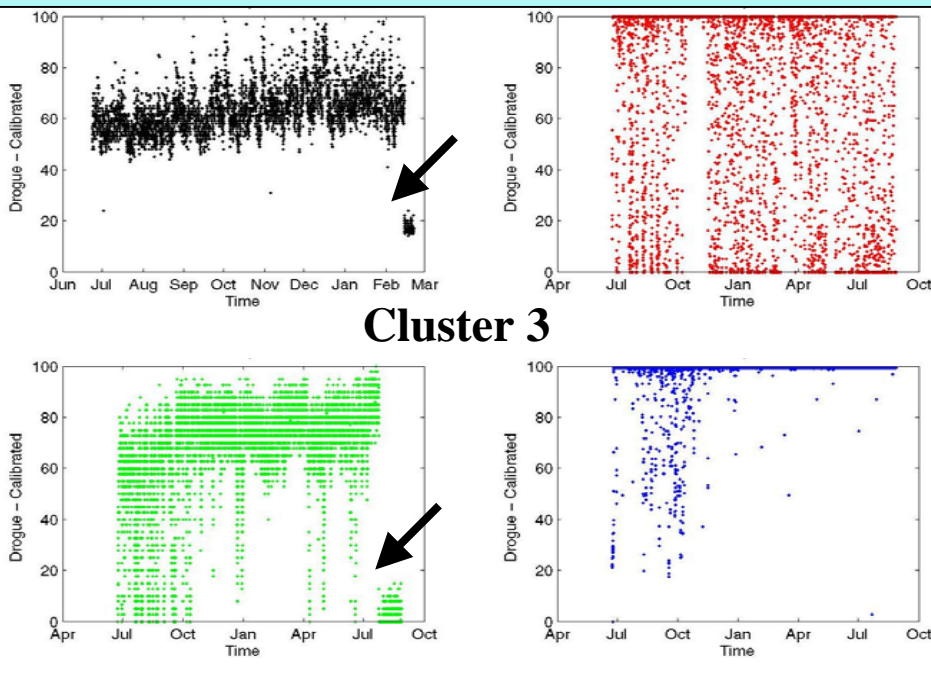 100
80
60
40
20
0
Drogue – Calibrated
Jun Jul Aug Sep Oct Nov Dec Jan Feb Mar
Time
100
80
60
40
20
0
Drogue – Calibrated
Apr Jul Oct Jan Apr Jul Oct
Time
Cluster 3
100
80
60
40
20
0
Drogue – Calibrated
Apr Jul Oct Jan Apr Jul Oct
Time
100
80
60
40
20
0
Drogue – Calibrated
Apr Jul Oct Jan Apr Jul Oct
Time